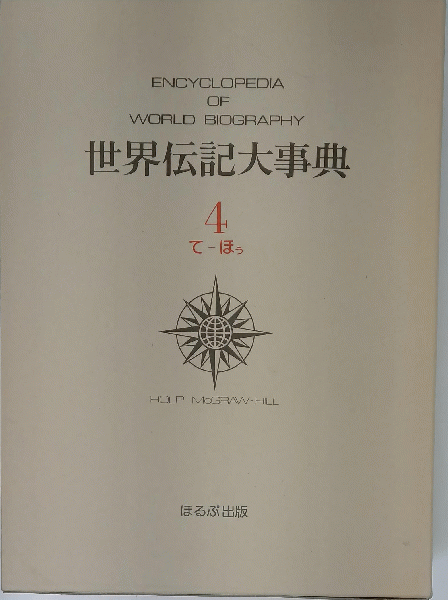 ENCYCLOPEDIA
OF
WORLD BIOGRAPHY
世界伝記大事典
4
て－ほぅ
HOLP McGRAW-HILL
ほるぷ出版